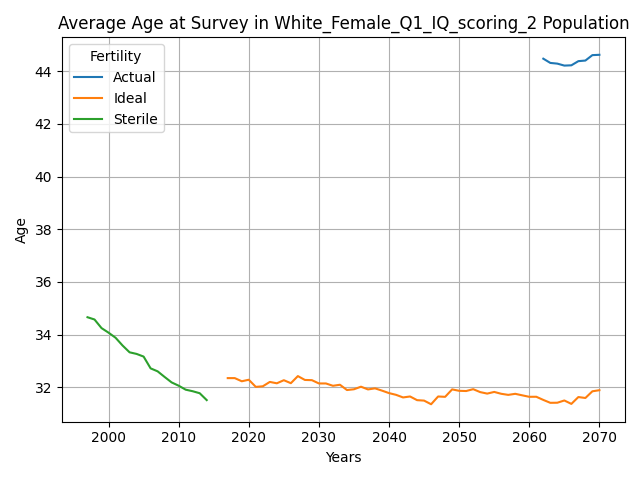 Average Age at Survey in White_Female_Q1_IQ_scoring_2 Population
Fertility
Actual
Ideal
Sterile
44
42
40
38
36
34
32
Age
2000
2010
2020
2030
2040
2050
2060
2070
Years